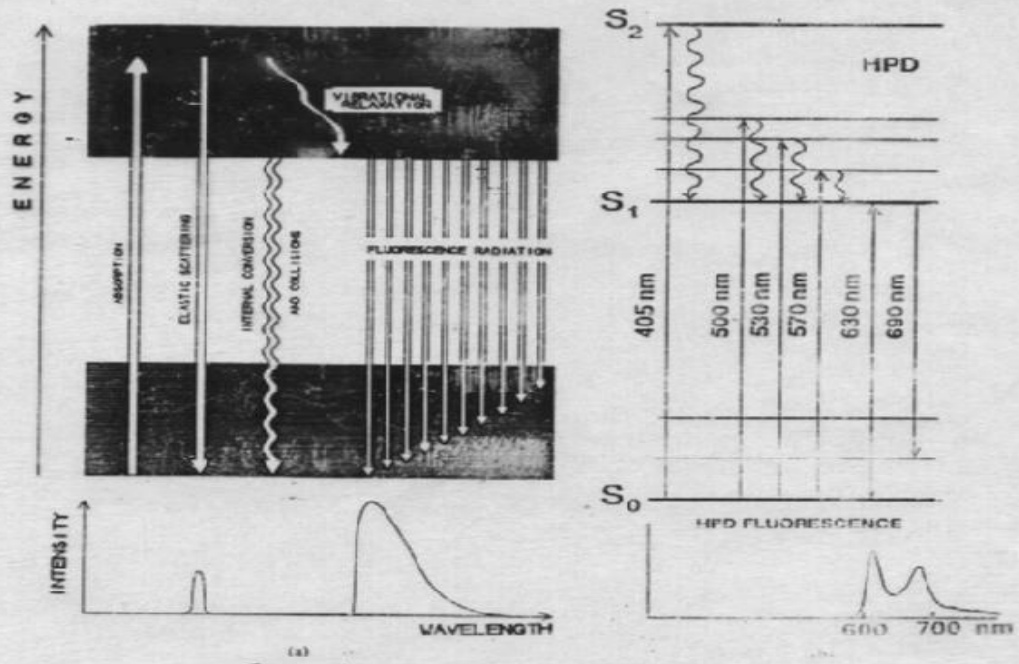 ENERGY
VIBRATIONAL
RELAXATION
ABSORPTION
ELASTIC SCATTERING
INTERNAL CONVERSION
AND COLLISIONS
FLUORESCENCE RADIATION
INTENSITY
WAVELENGTH
(a)
S2
HPD
S1
405 nm
500 nm
530 nm
570 nm
630 nm
690 nm
S0
HPD FLUORESCENCE
600
700 nm